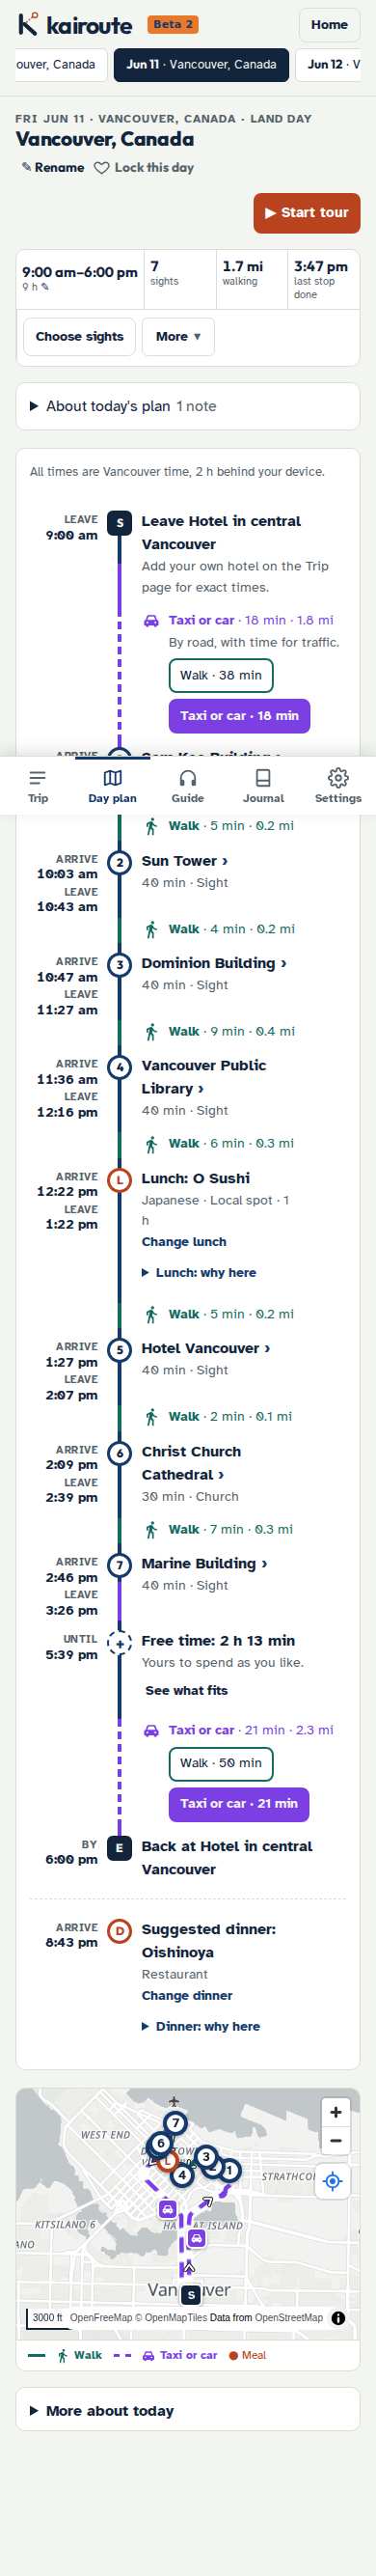 kairoute Beta 2 Home
ouver, Canada Jun 11 · Vancouver, Canada Jun 12 · V
FRI JUN 11 · VANCOUVER, CANADA · LAND DAY
Vancouver, Canada
✎ Rename Lock this day
▶ Start tour
9:00 am–6:00 pm
9 h ✎
7
sights
1.7 mi
walking
3:47 pm
last stop
done
Choose sights More ▾
▶ About today's plan 1 note
All times are Vancouver time, 2 h behind your device.
LEAVE
9:00 am
S
Leave Hotel in central
Vancouver
Add your own hotel on the Trip
page for exact times.
Taxi or car · 18 min · 1.8 mi
By road, with time for traffic.
Walk · 38 min
Taxi or car · 18 min
Trip Day plan Guide Journal Settings
Walk · 5 min · 0.2 mi
ARRIVE
10:03 am
LEAVE
10:43 am
2
Sun Tower ›
40 min · Sight
Walk · 4 min · 0.2 mi
ARRIVE
10:47 am
LEAVE
11:27 am
3
Dominion Building ›
40 min · Sight
Walk · 9 min · 0.4 mi
ARRIVE
11:36 am
LEAVE
12:16 pm
4
Vancouver Public
Library ›
40 min · Sight
Walk · 6 min · 0.3 mi
ARRIVE
12:22 pm
LEAVE
1:22 pm
L
Lunch: O Sushi
Japanese · Local spot · 1
h
Change lunch
▶ Lunch: why here
Walk · 5 min · 0.2 mi
ARRIVE
1:27 pm
LEAVE
2:07 pm
5
Hotel Vancouver ›
40 min · Sight
Walk · 2 min · 0.1 mi
ARRIVE
2:09 pm
LEAVE
2:39 pm
6
Christ Church
Cathedral ›
30 min · Church
Walk · 7 min · 0.3 mi
ARRIVE
2:46 pm
LEAVE
3:26 pm
7
Marine Building ›
40 min · Sight
UNTIL
5:39 pm
+
Free time: 2 h 13 min
Yours to spend as you like.
See what fits
Taxi or car · 21 min · 2.3 mi
Walk · 50 min
Taxi or car · 21 min
BY
6:00 pm
E
Back at Hotel in central
Vancouver
ARRIVE
8:43 pm
D
Suggested dinner:
Oishinoya
Restaurant
Change dinner
▶ Dinner: why here
WEST END
7
6
3
2 1
L
4
STRATHCO
KITSILANO 6
ANO
S
+
−
3000 ft OpenFreeMap © OpenMapTiles Data from OpenStreetMap
Walk Taxi or car Meal
▶ More about today